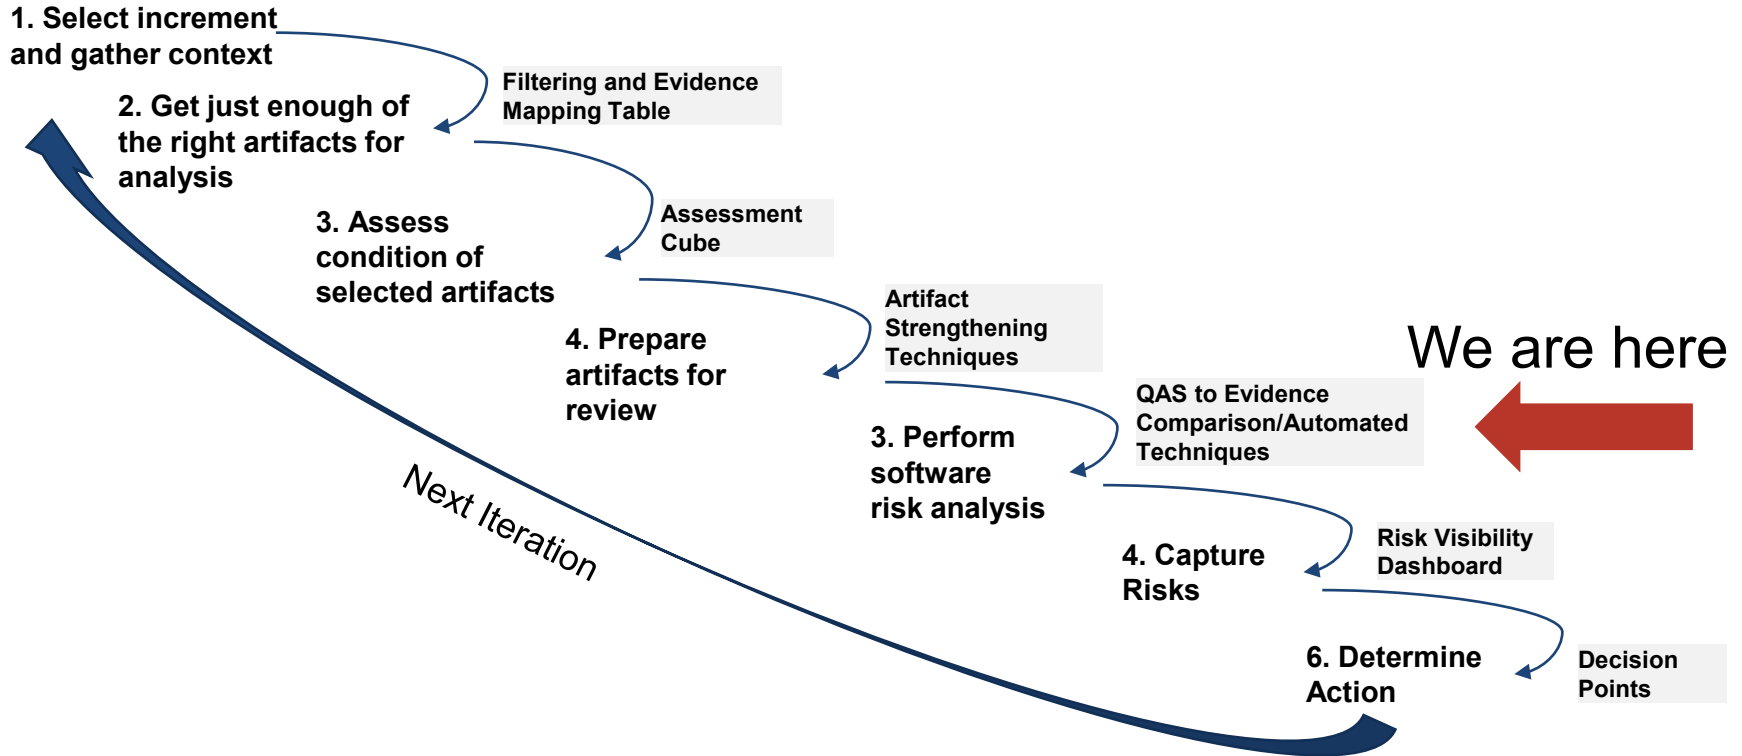 1. Select increment
and gather context
Filtering and Evidence
Mapping Table
2. Get just enough of
the right artifacts for
analysis
Assessment
Cube
3. Assess
condition of
selected artifacts
Artifact
Strengthening
Techniques
4. Prepare
artifacts for
review
We are here
QAS to Evidence
Comparison/Automated
Techniques
3. Perform
software
risk analysis
Next Iteration
Risk Visibility
Dashboard
4. Capture
Risks
6. Determine
Action
Decision
Points